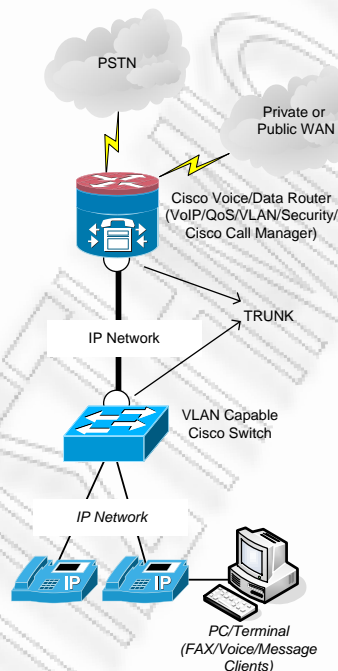 PSTN
Private or
Public WAN
Cisco Voice/Data Router
(VoIP/QoS/VLAN/Security/
Cisco Call Manager)
TRUNK
IP Network
VLAN Capable
Cisco Switch
IP Network
IP
IP
PC/Terminal
(FAX/Voice/Message
Clients)